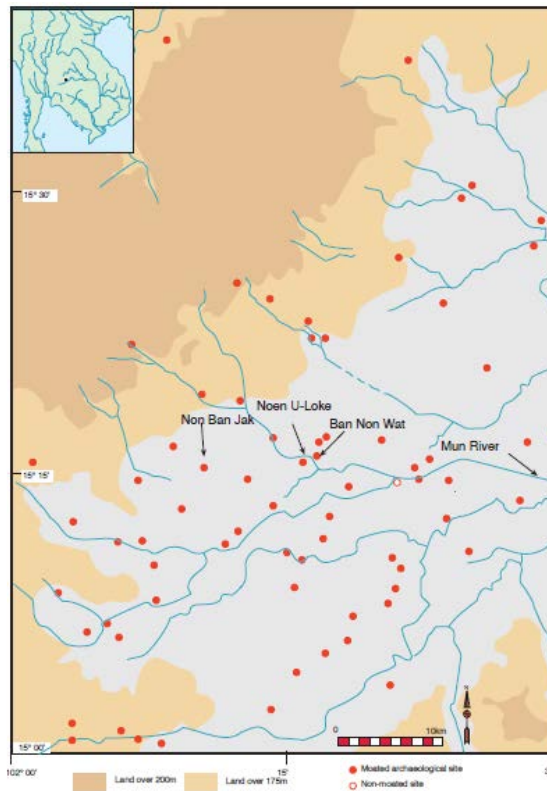 15° 30'
Noen U-Loke
Non Ban Jak
Ban Non Wat
Mun River
15° 15'
N
0 10km
15° 00'
102° 00' 15'
Land over 200m
Land over 175m
Moated archaeological site
Non-moated site